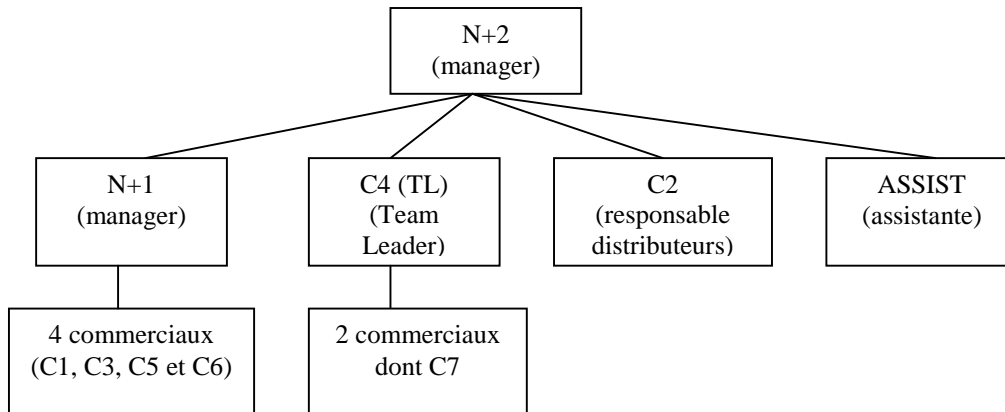 N+2
(manager)
N+1
(manager)
C4 (TL)
(Team
Leader)
C2
(responsable
distributeurs)
ASSIST
(assistante)
4 commerciaux
(C1, C3, C5 et C6)
2 commerciaux
dont C7